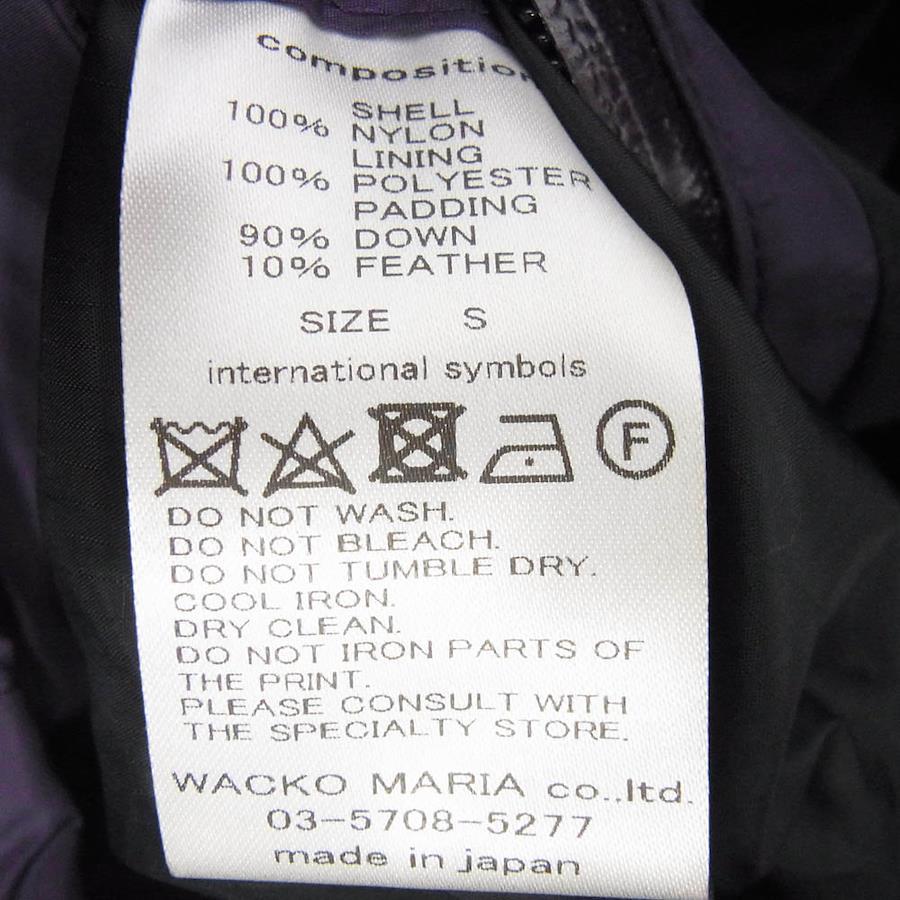 composition
SHELL
100% NYLON
LINING
100% POLYESTER
PADDING
90% DOWN
10% FEATHER
SIZE S
international symbols
F
DO NOT WASH.
DO NOT BLEACH.
DO NOT TUMBLE DRY.
COOL IRON.
DRY CLEAN.
DO NOT IRON PARTS OF
THE PRINT.
PLEASE CONSULT WITH
THE SPECIALTY STORE.
WACKO MARIA co.,ltd.
03-5708-5277
made in japan